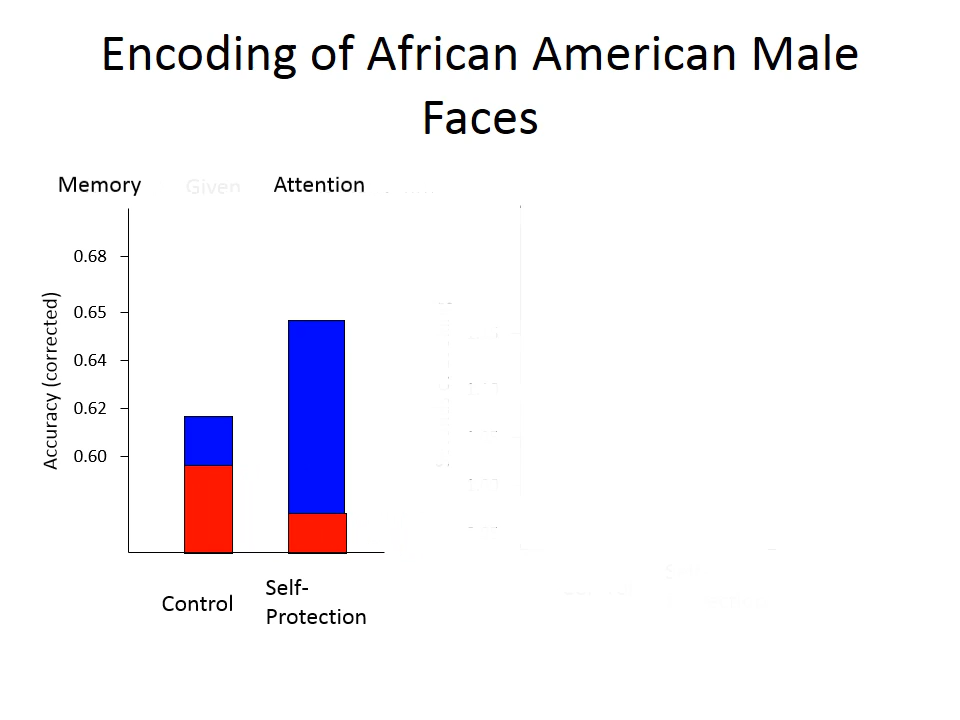 Encoding of African American Male
Faces
Memory Given Attention
0.68
0.65
0.64
0.62
0.60
Accuracy (corrected)
Control
Self-
Protection